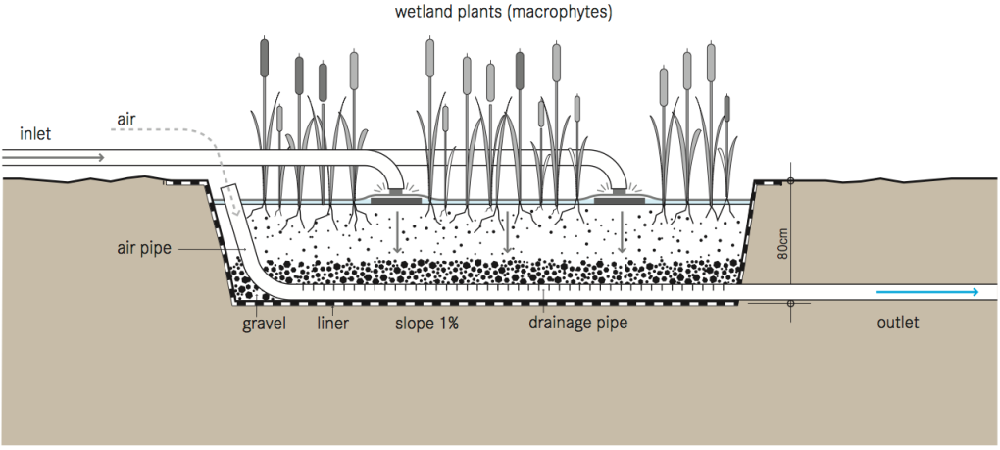 wetland plants (macrophytes)
air
inlet
air pipe
80cm
gravel
liner
slope 1%
drainage pipe
outlet